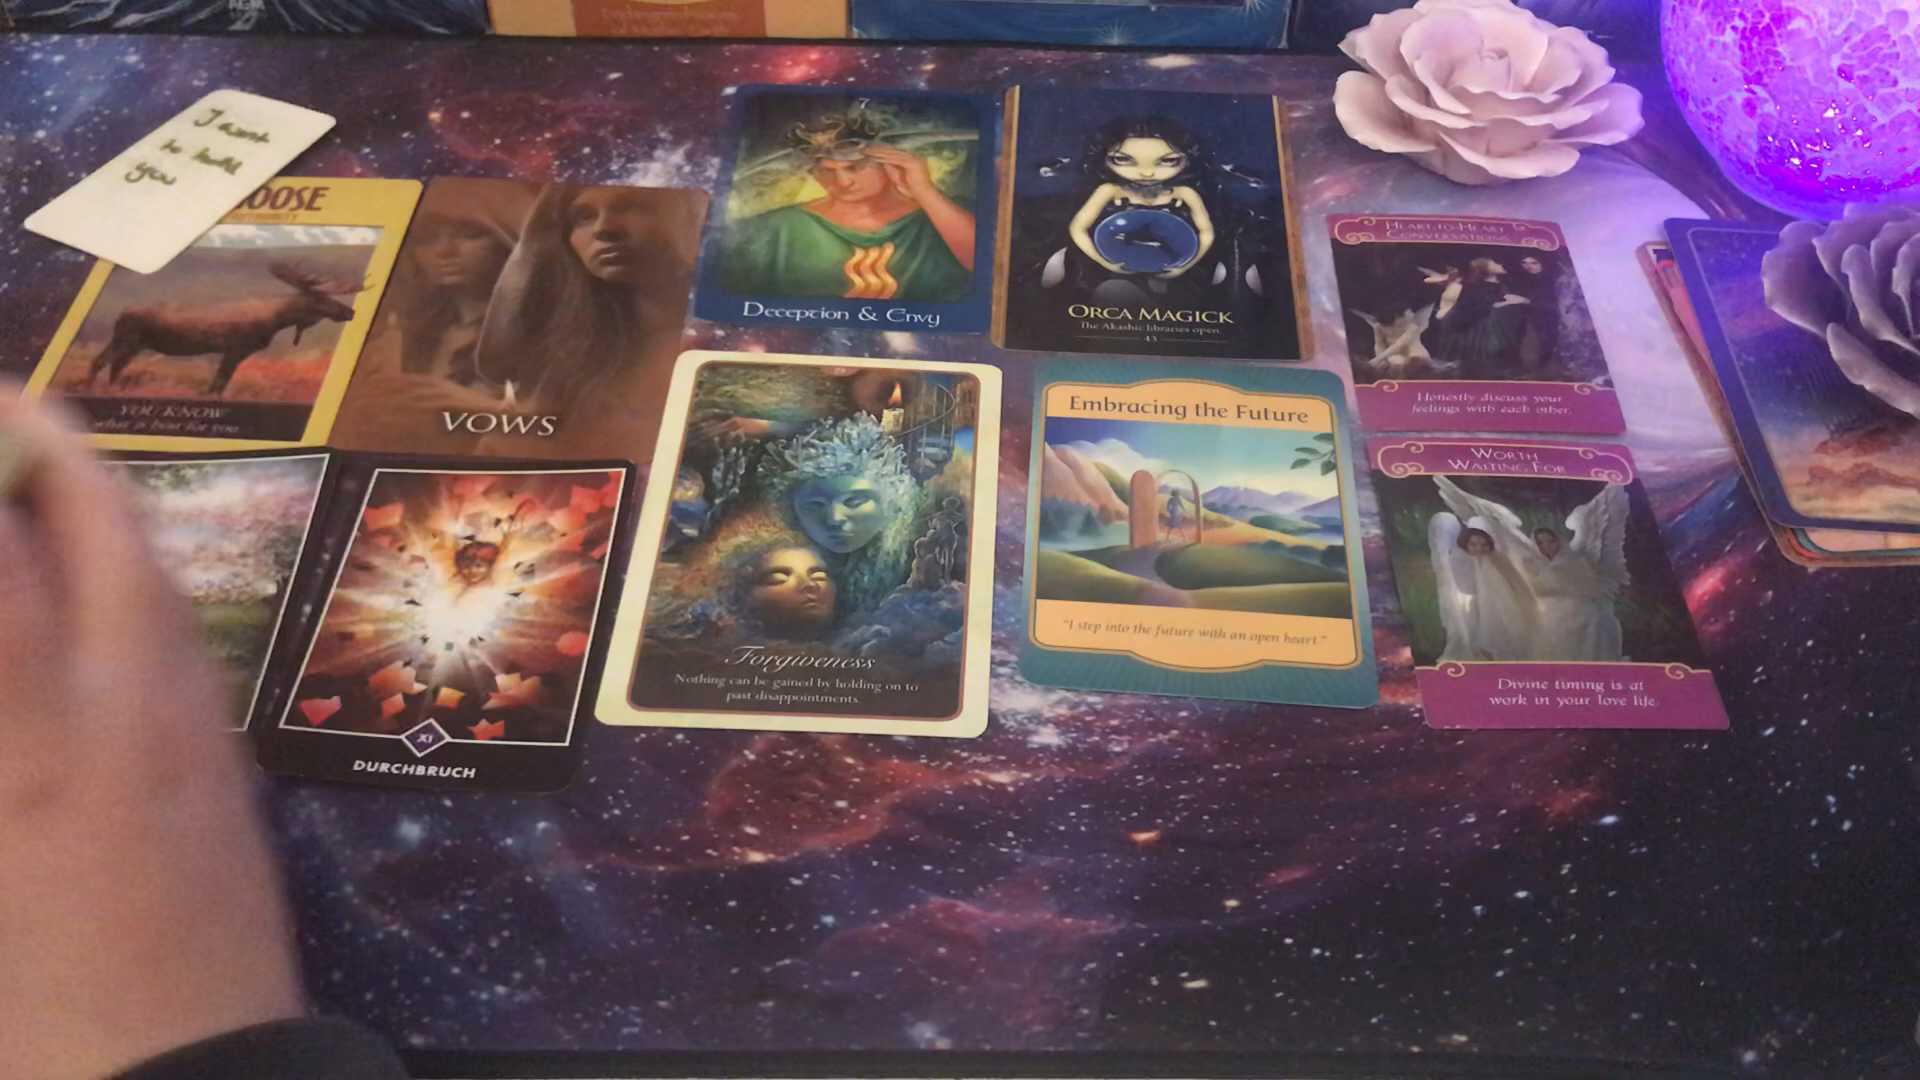 I want
to hold
you
OOSE
YOU KNOW
what is best for you.
VOWS
7
Deception & Envy
ORCA MAGICK
The Akashic libraries open.
43
HEART-TO-HEART
CONVERSATIONS
Honestly discuss your
feelings with each other.
XI
DURCHBRUCH
Forgiveness
Nothing can be gained by holding on to
past disappointments.
Embracing the Future
"I step into the future with an open heart."
WORTH
WAITING FOR
Divine timing is at
work in your love life.